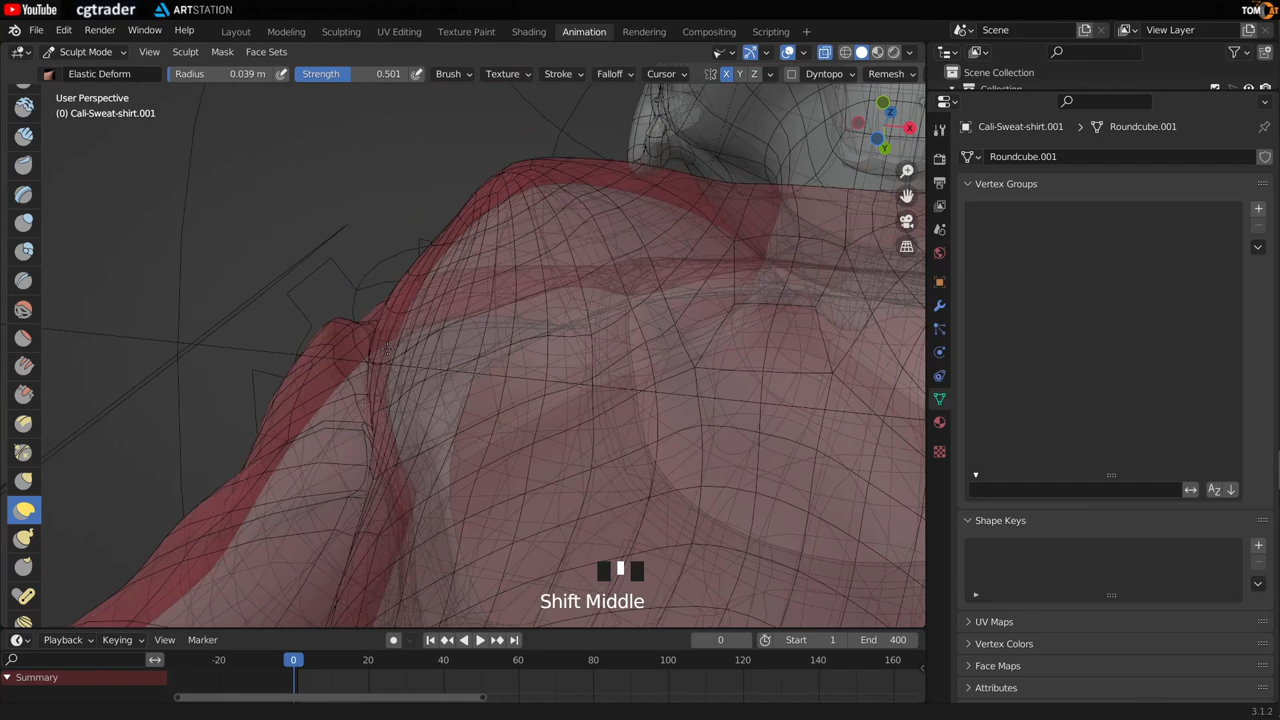 YouTube cgtrader ARTSTATION TOMCAT
File Edit Render Window Help Layout Modeling Sculpting UV Editing Texture Paint Shading Animation Rendering Compositing Scripting + Scene View Layer
Sculpt Mode View Sculpt Mask Face Sets
Elastic Deform Radius 0.039 m Strength 0.501 Brush Texture Stroke Falloff Cursor X Y Z Dyntopo Remesh
Scene Collection
User Perspective
(0) Cali-Sweat-shirt.001
Z
X
Y
Cali-Sweat-shirt.001 > Roundcube.001
Roundcube.001
Vertex Groups
Shape Keys
Shift Middle
UV Maps
Vertex Colors
Face Maps
Attributes
Playback Keying View Marker 0 Start 1 End 400
-20 0 20 40 60 80 100 120 140 160
Summary
3.1.2